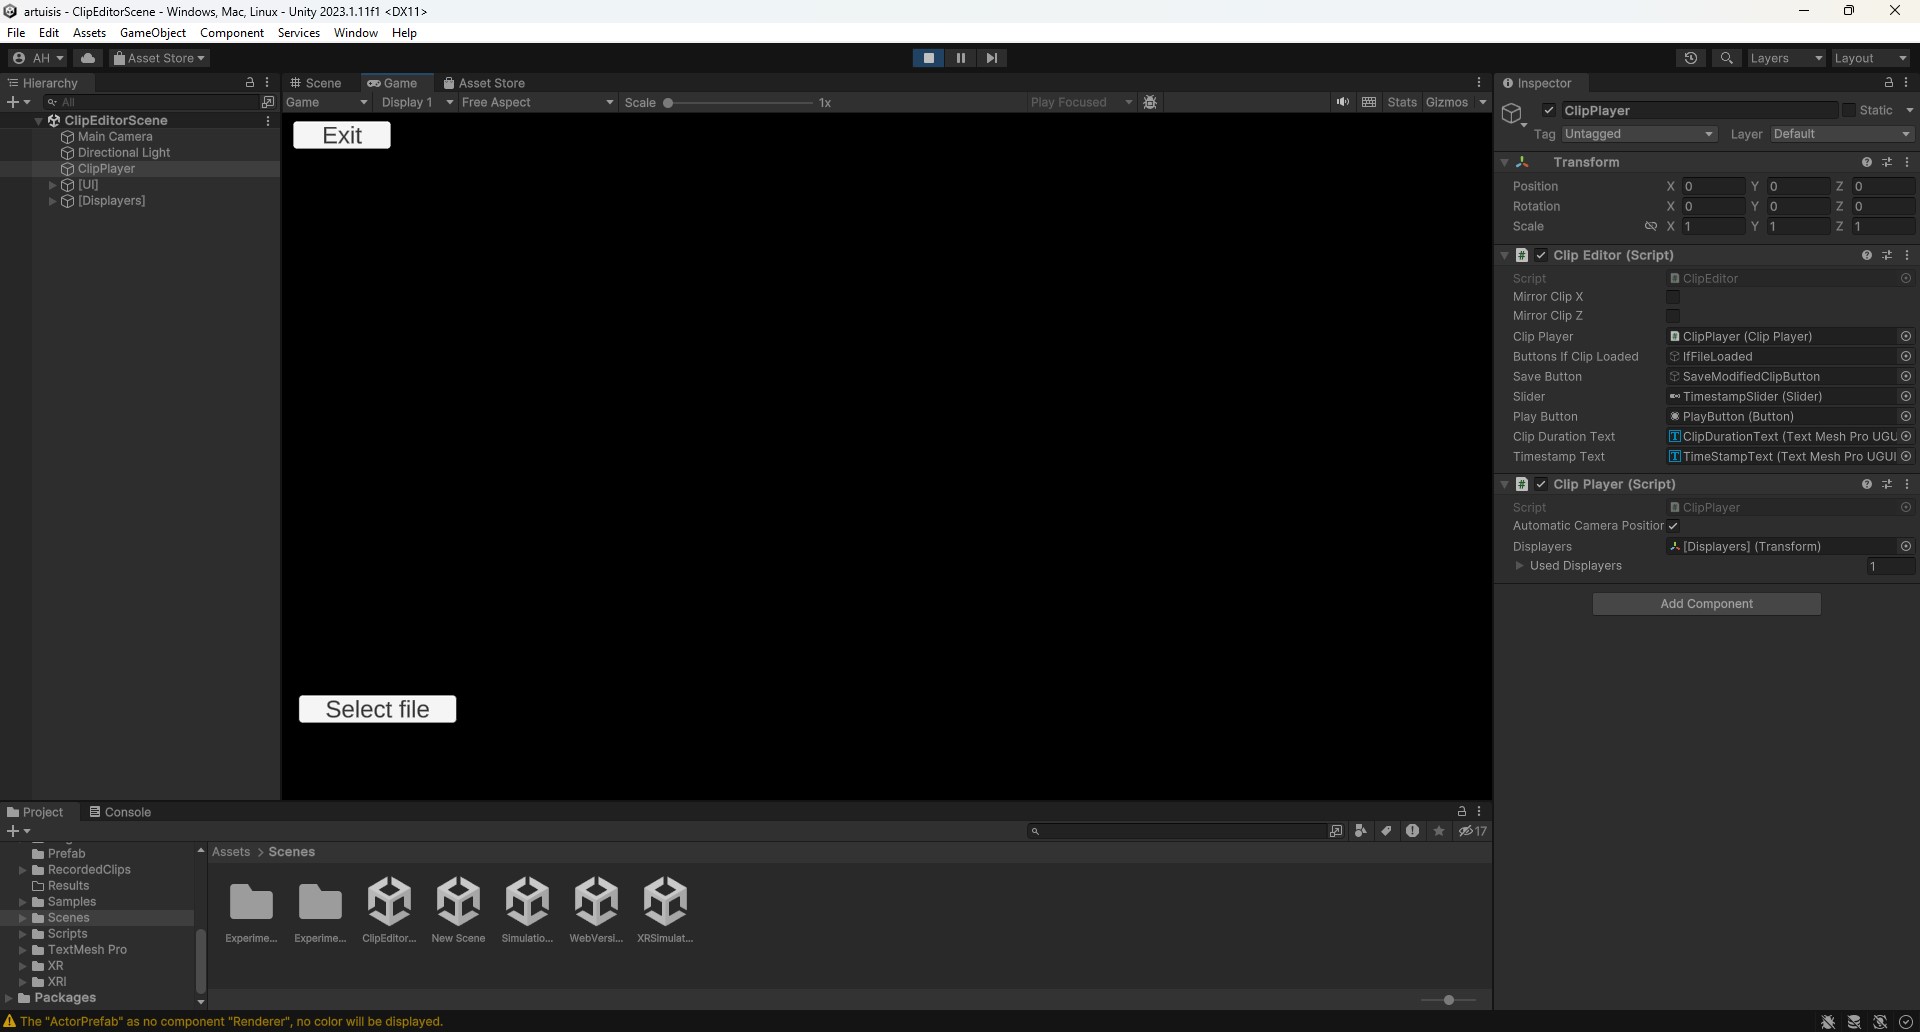 artuisis - ClipEditorScene - Windows, Mac, Linux - Unity 2023.1.11f1 <DX11>
File Edit Assets GameObject Component Services Window Help
AH Asset Store Layers Layout
Hierarchy
All
ClipEditorScene
Main Camera
Directional Light
ClipPlayer
[UI]
[Displayers]
Scene Game Asset Store
Game Display 1 Free Aspect Scale 1x Play Focused Stats Gizmos
Exit
Select file
Inspector
ClipPlayer Static
Tag Untagged Layer Default
Transform
Position X 0 Y 0 Z 0
Rotation X 0 Y 0 Z 0
Scale X 1 Y 1 Z 1
# Clip Editor (Script)
Script ClipEditor
Mirror Clip X
Mirror Clip Z
Clip Player ClipPlayer (Clip Player)
Buttons If Clip Loaded IfFileLoaded
Save Button SaveModifiedClipButton
Slider TimestampSlider (Slider)
Play Button PlayButton (Button)
Clip Duration Text ClipDurationText (Text Mesh Pro UGU
Timestamp Text TimeStampText (Text Mesh Pro UGUI
# Clip Player (Script)
Script ClipPlayer
Automatic Camera Position
Displayers [Displayers] (Transform)
Used Displayers 1
Add Component
Project Console
17
Prefab
RecordedClips
Results
Samples
Scenes
Scripts
TextMesh Pro
XR
XRI
Packages
Assets > Scenes
Experime... Experime... ClipEditor... New Scene Simulatio... WebVersi... XRSimulat...
The "ActorPrefab" as no component "Renderer", no color will be displayed.